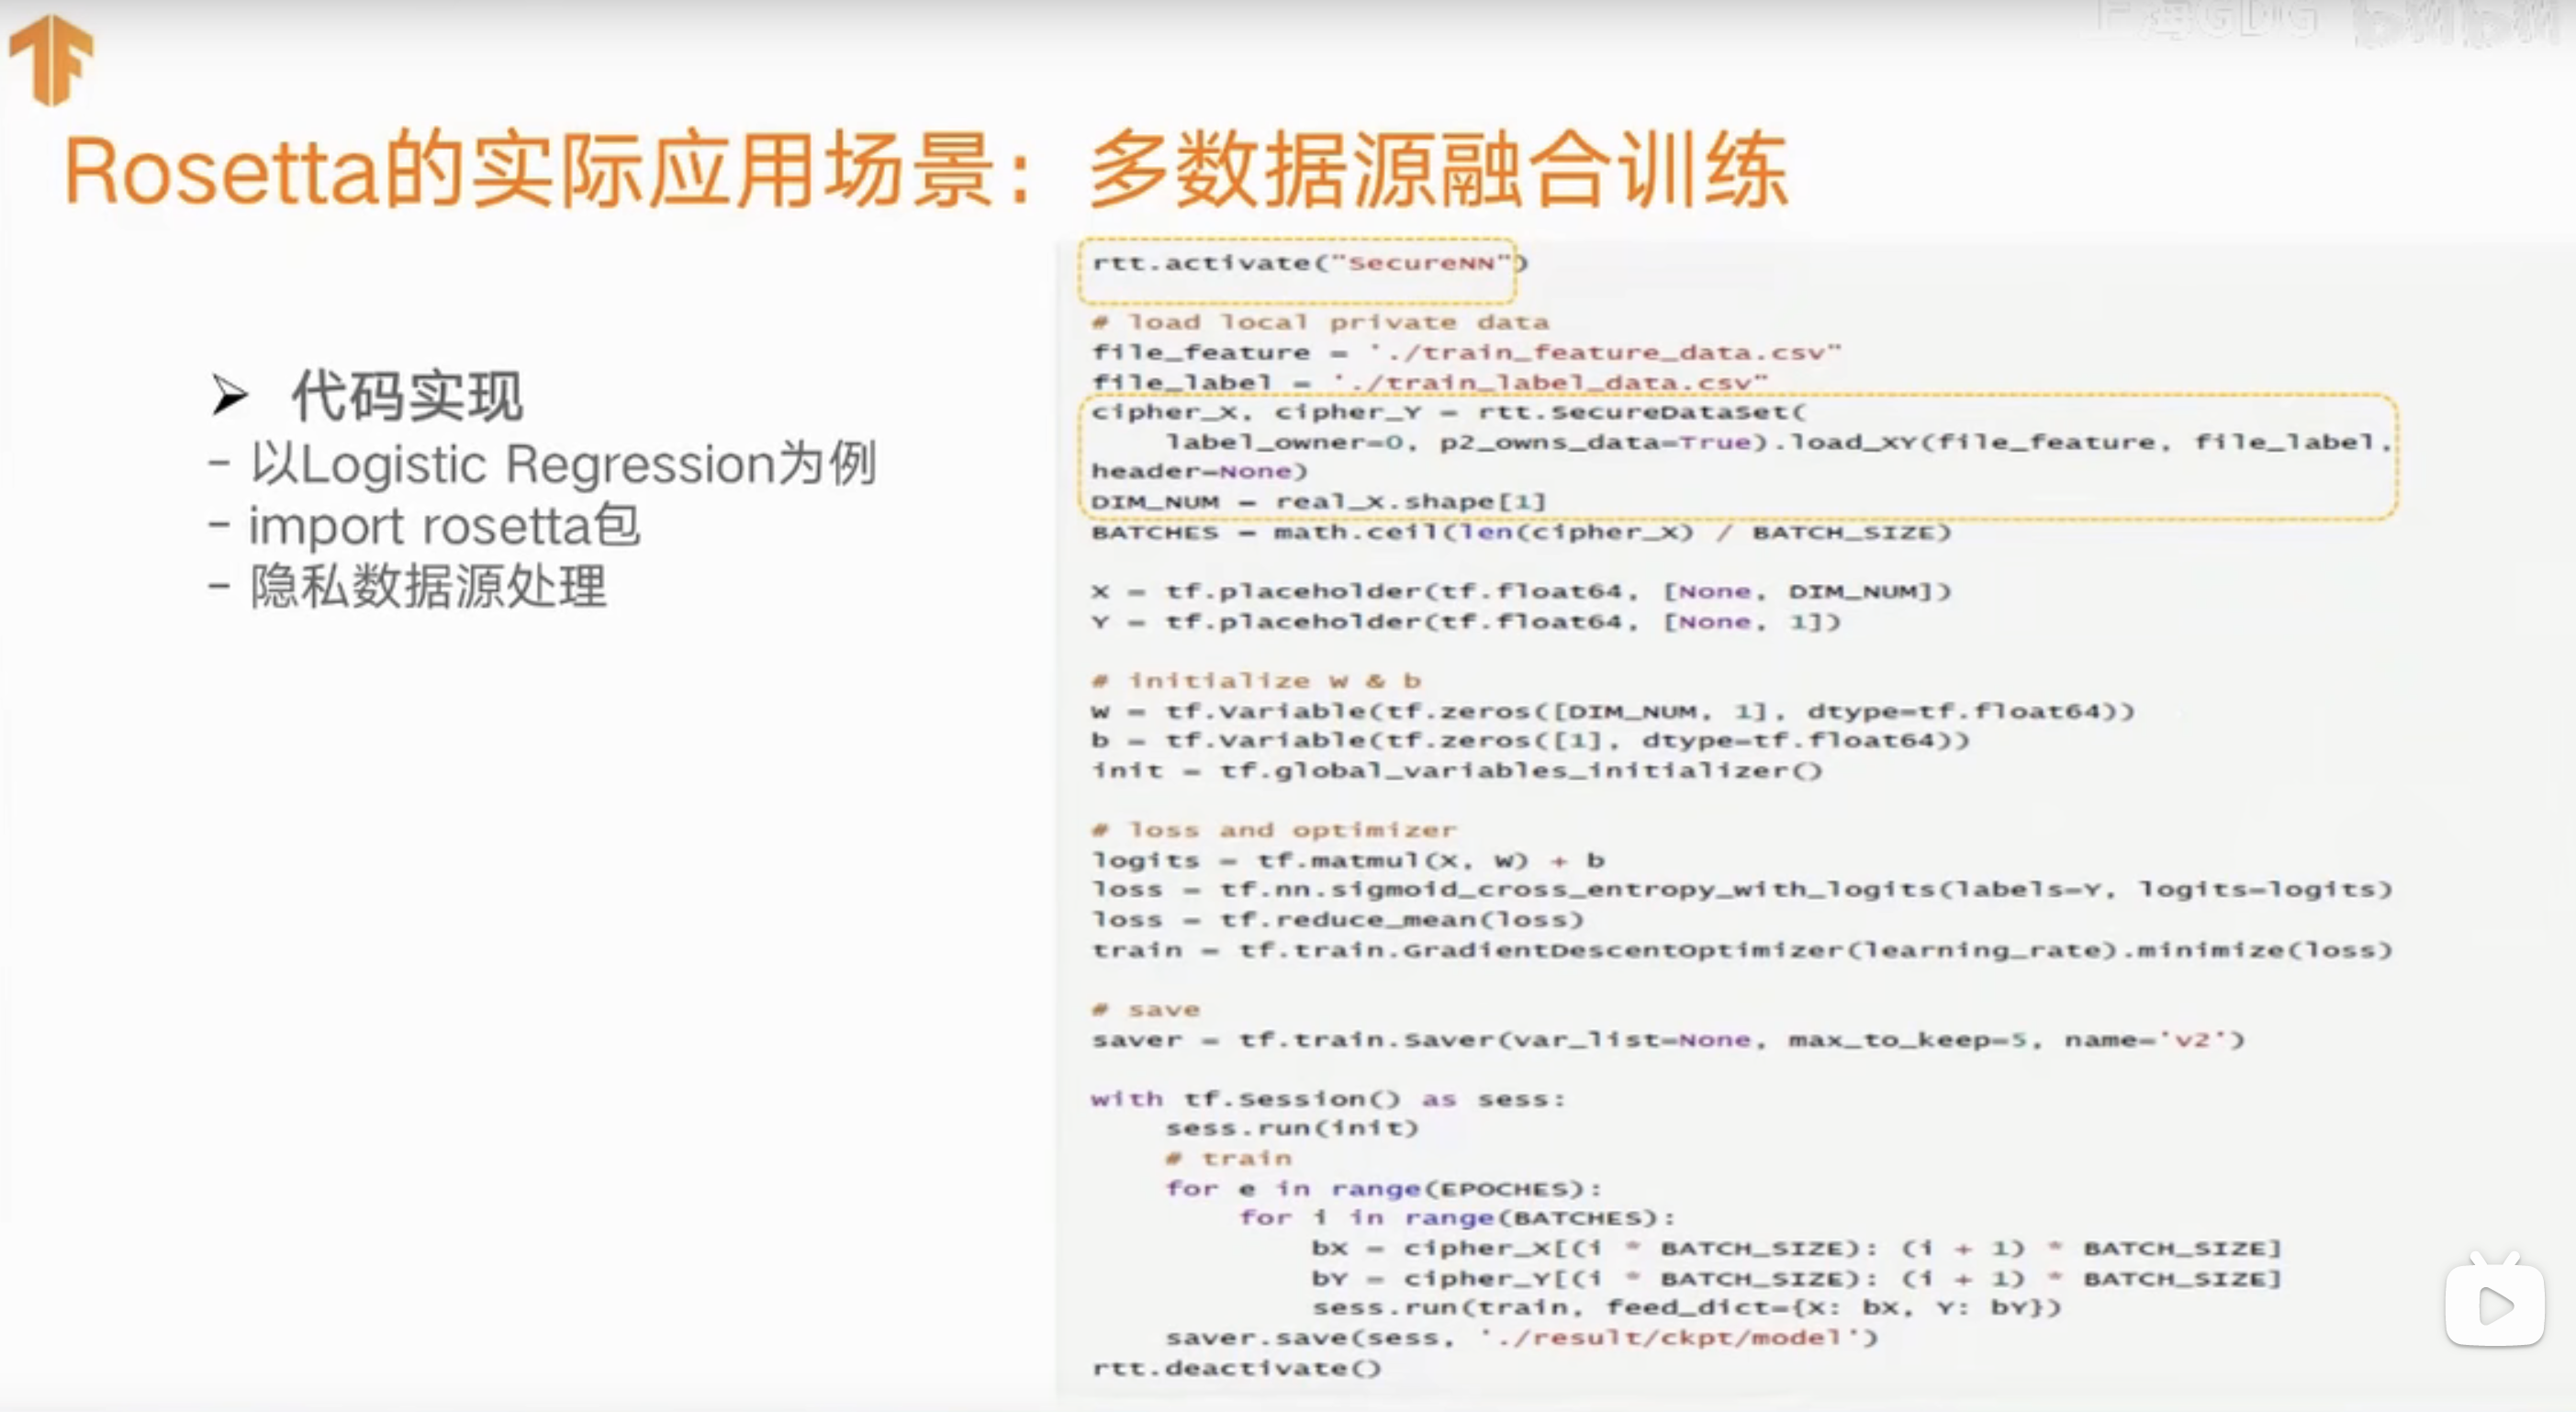 上海GDG bilibili
Rosetta的实际应用场景：多数据源融合训练
➢ 代码实现
- 以Logistic Regression为例
- import rosetta包
- 隐私数据源处理
rtt.activate("SecureNN")
# load local private data
file_feature = './train_feature_data.csv"
file_label = './train_label_data.csv"
cipher_X, cipher_Y = rtt.SecureDataSet(
    label_owner=0, p2_owns_data=True).load_XY(file_feature, file_label,
header=None)
DIM_NUM = real_X.shape[1]
BATCHES = math.ceil(len(cipher_X) / BATCH_SIZE)
X = tf.placeholder(tf.float64, [None, DIM_NUM])
Y = tf.placeholder(tf.float64, [None, 1])
# initialize W & b
W = tf.Variable(tf.zeros([DIM_NUM, 1], dtype=tf.float64))
b = tf.Variable(tf.zeros([1], dtype=tf.float64))
init = tf.global_variables_initializer()
# loss and optimizer
logits = tf.matmul(X, W) + b
loss = tf.nn.sigmoid_cross_entropy_with_logits(labels=Y, logits=logits)
loss = tf.reduce_mean(loss)
train = tf.train.GradientDescentOptimizer(learning_rate).minimize(loss)
# save
saver = tf.train.Saver(var_list=None, max_to_keep=5, name='v2')
with tf.Session() as sess:
    sess.run(init)
    # train
    for e in range(EPOCHES):
        for i in range(BATCHES):
            bX = cipher_X[(i * BATCH_SIZE): (i + 1) * BATCH_SIZE]
            bY = cipher_Y[(i * BATCH_SIZE): (i + 1) * BATCH_SIZE]
            sess.run(train, feed_dict={X: bX, Y: bY})
    saver.save(sess, './result/ckpt/model')
rtt.deactivate()